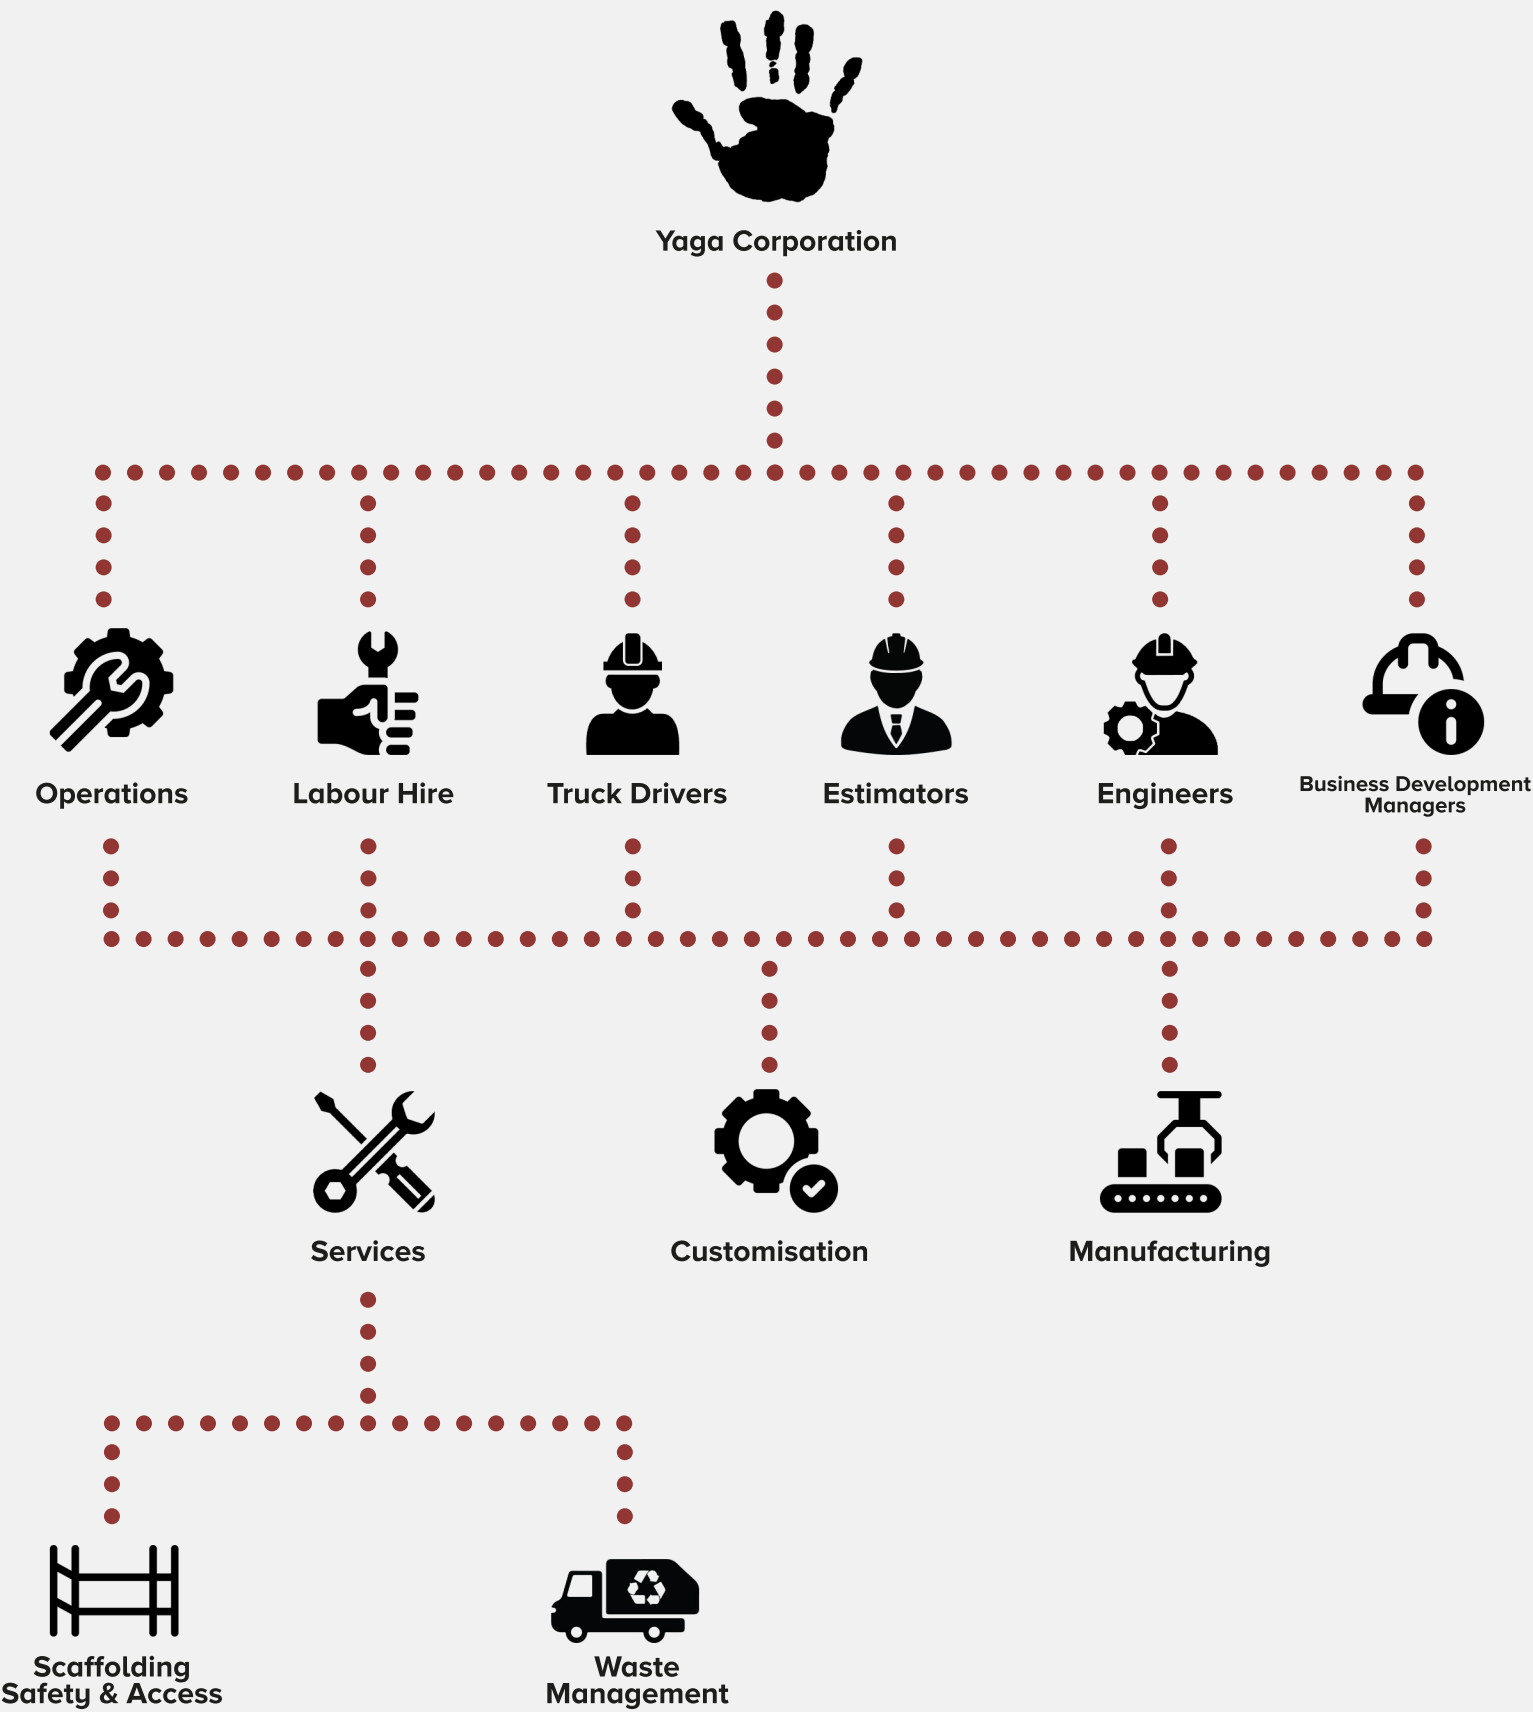 Yaga Corporation
Operations
Labour Hire
Truck Drivers
Estimators
Engineers
Business Development
Managers
Services
Customisation
Manufacturing
Scaffolding
Safety & Access
Waste
Management